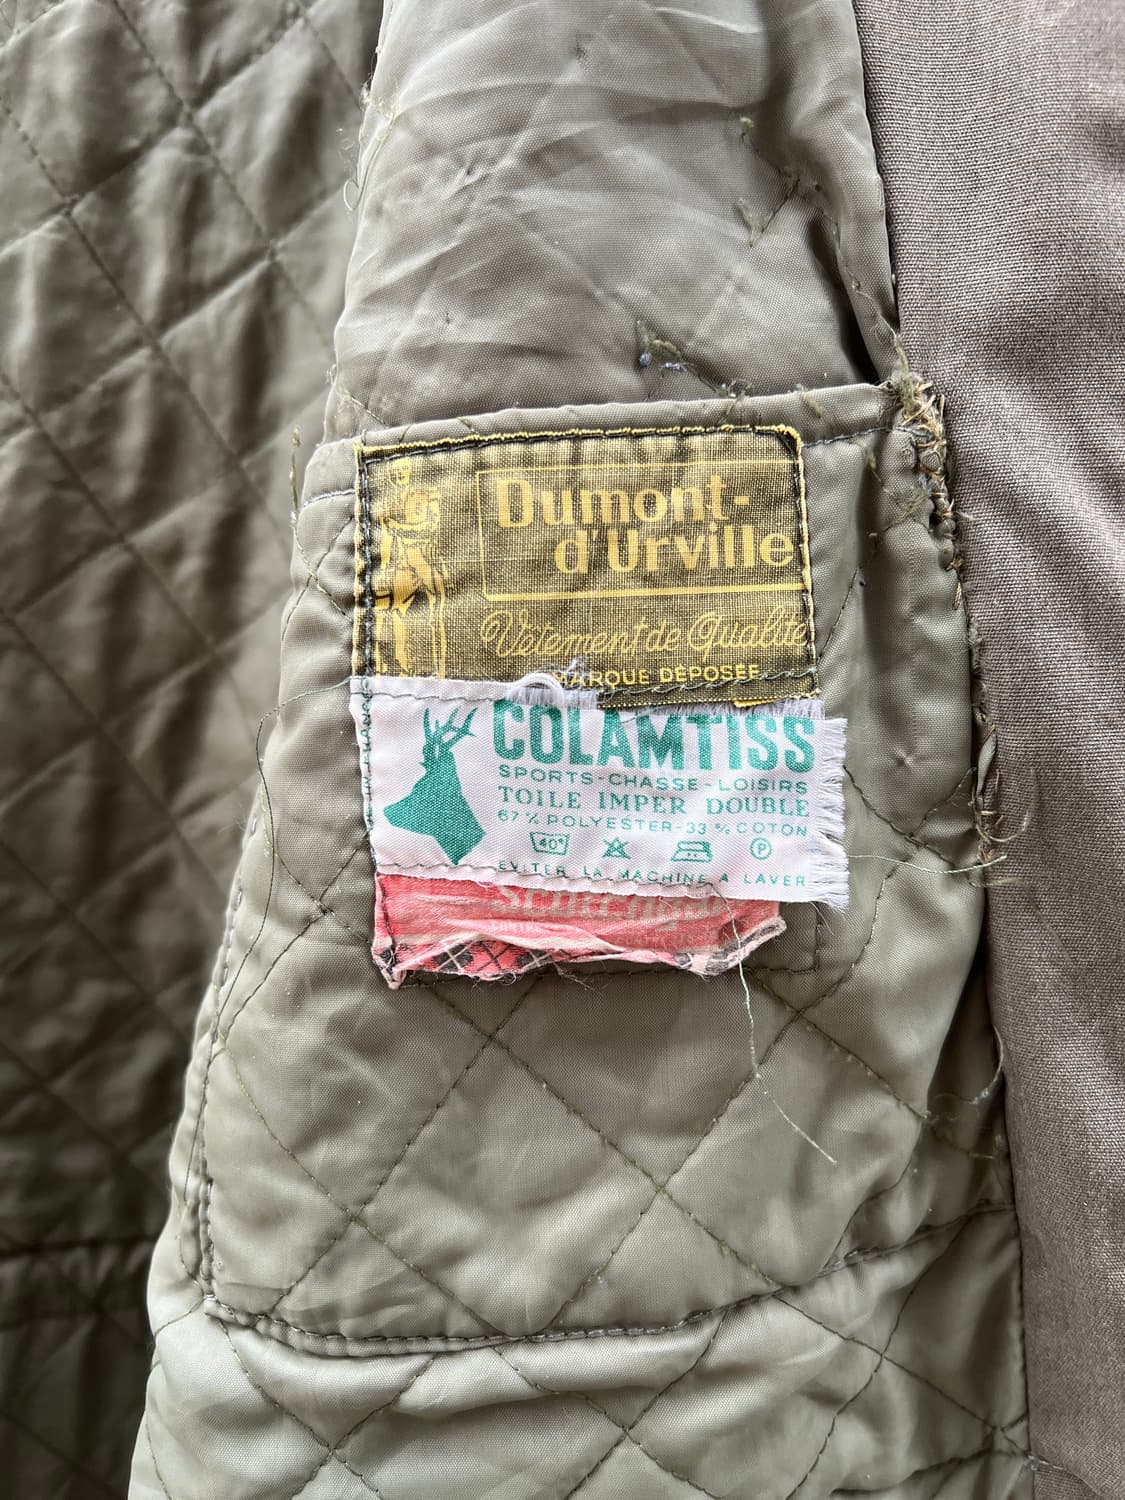 Dumont-
d'Urville
Vêtement de Qualité
MARQUE DÉPOSÉE
COLAMTISS
SPORTS-CHASSE-LOISIRS
TOILE IMPER DOUBLE
67% POLYESTER-33% COTON
40° P
EVITER LA MACHINE A LAVER